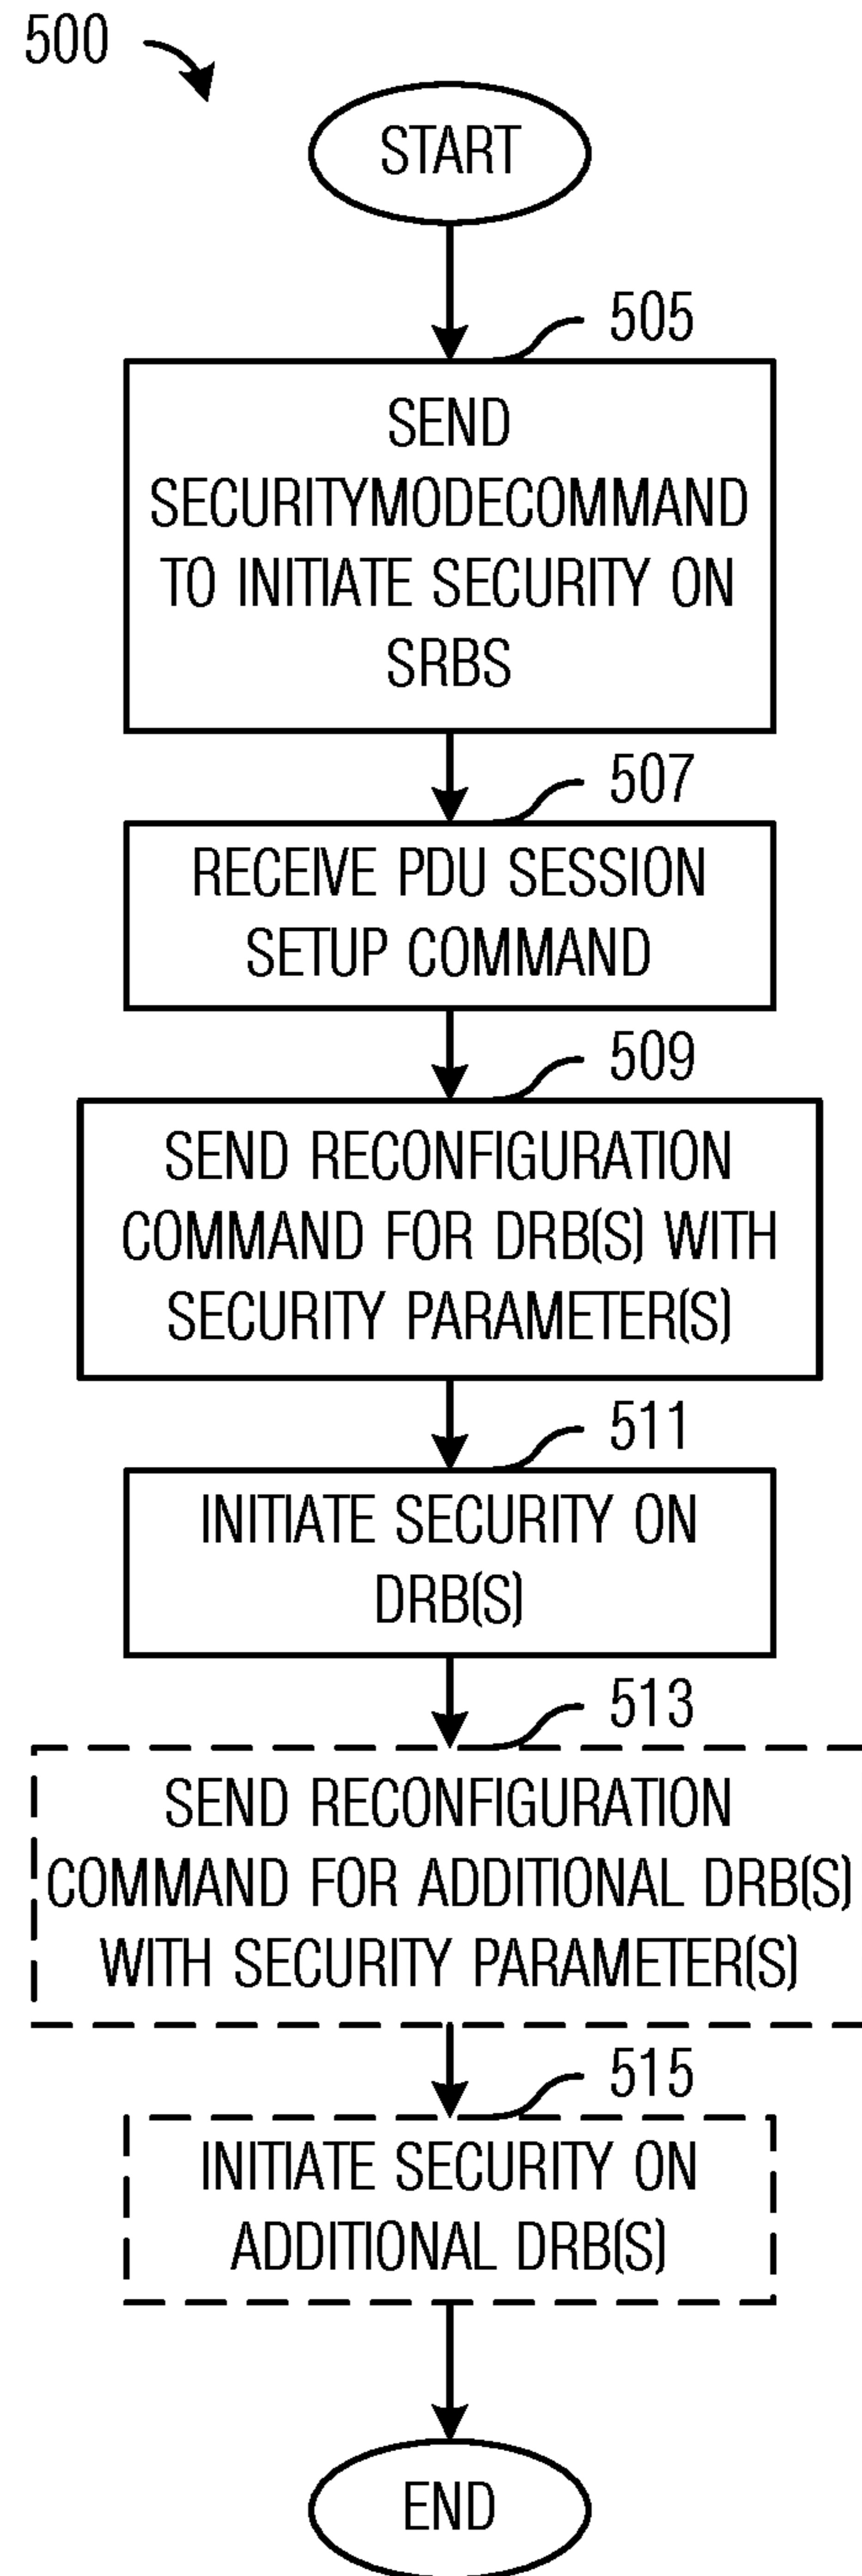 500
START
505
SEND
SECURITYMODECOMMAND
TO INITIATE SECURITY ON
SRBS
507
RECEIVE PDU SESSION
SETUP COMMAND
509
SEND RECONFIGURATION
COMMAND FOR DRB(S) WITH
SECURITY PARAMETER(S)
511
INITIATE SECURITY ON
DRB(S)
513
SEND RECONFIGURATION
COMMAND FOR ADDITIONAL DRB(S)
WITH SECURITY PARAMETER(S)
515
INITIATE SECURITY ON
ADDITIONAL DRB(S)
END